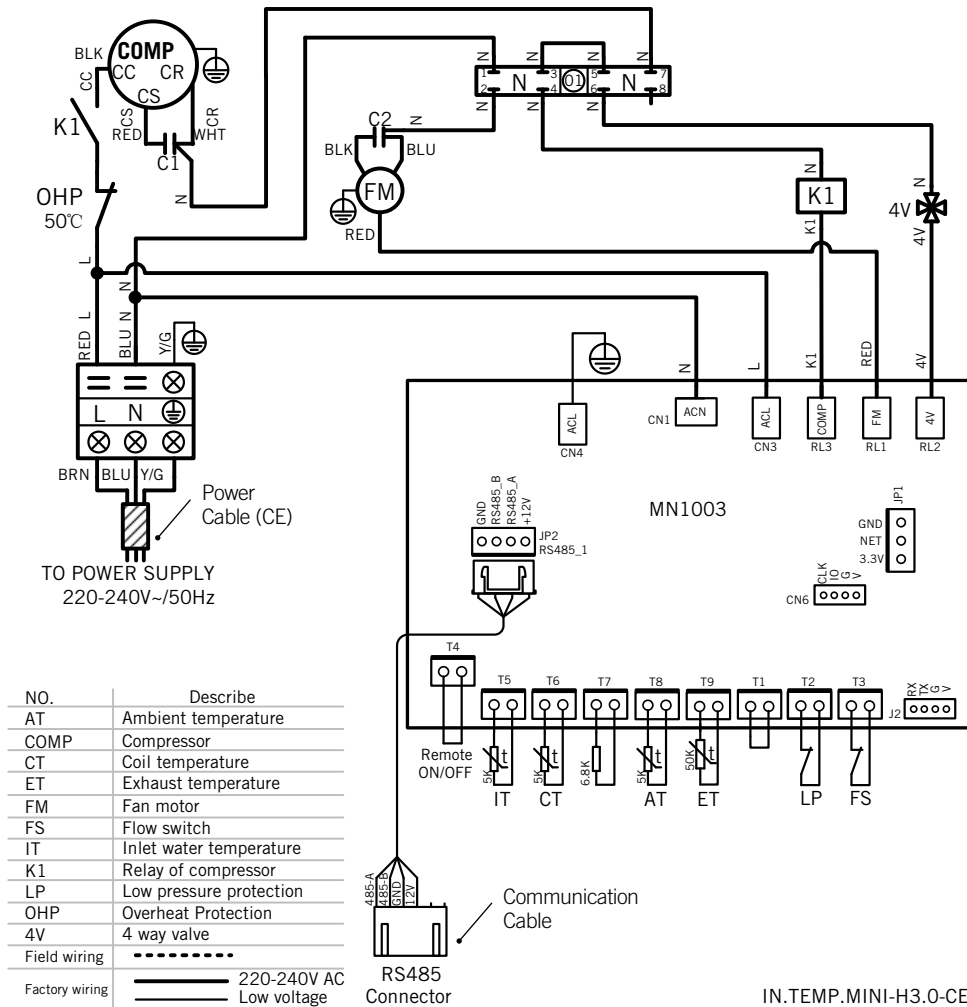 COMP
BLK
CC
CR
CS
CC
K1
CS
RED
CR
WHT
C1
OHP
50℃
N
L
N
RED L
BLU N
Y/G
L N
BRN BLU Y/G
Power
Cable (CE)
TO POWER SUPPLY
220-240V~/50Hz
N N N N
1 3 5 7
N 01 N
2 4 6 8
N N N
C2
N
BLK BLU
FM
RED
N
K1
K1
N
4V
4V
N
L
K1
RED
4V
ACL
CN4
CN1
ACN
ACL
CN3
COMP
RL3
FM
RL1
4V
RL2
MN1003
JP1
GND
NET
3.3V
CLK
IO
G
V
CN6
GND
RS485_B
RS485_A
+12V
JP2
RS485_1
T4
T5
T6
T7
T8
T9
T1
T2
T3
RX
TX
G
V
J2
Remote
ON/OFF
5K
t
IT
5K
t
CT
6.8K
5K
t
AT
50K
t
ET
LP
FS
NO. Describe
AT Ambient temperature
COMP Compressor
CT Coil temperature
ET Exhaust temperature
FM Fan motor
FS Flow switch
IT Inlet water temperature
K1 Relay of compressor
LP Low pressure protection
OHP Overheat Protection
4V 4 way valve
Field wiring
Factory wiring
220-240V AC
Low voltage
485-A
485-B
GND
12V
Communication
Cable
RS485
Connector
IN.TEMP.MINI-H3.0-CE